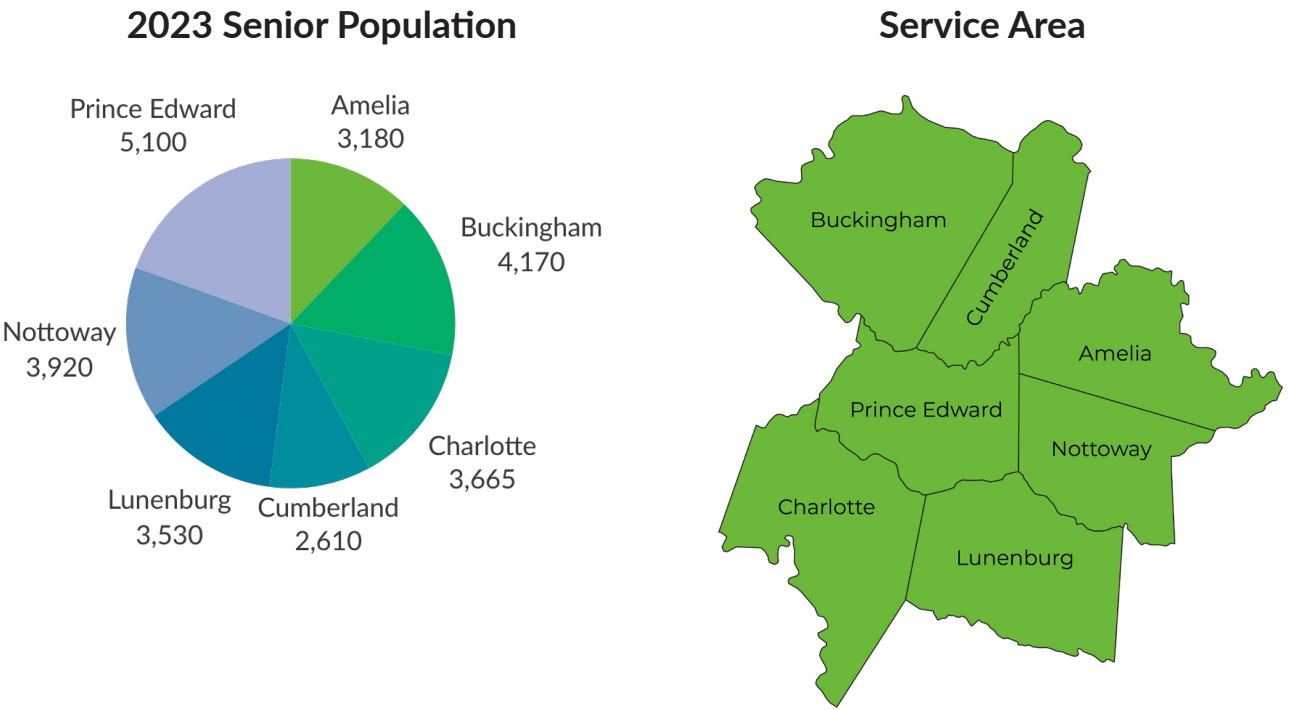 2023 Senior Population
Prince Edward
5,100
Amelia
3,180
Buckingham
4,170
Nottoway
3,920
Charlotte
3,665
Lunenburg
3,530
Cumberland
2,610
Service Area
Buckingham
Cumberland
Amelia
Prince Edward
Nottoway
Charlotte
Lunenburg